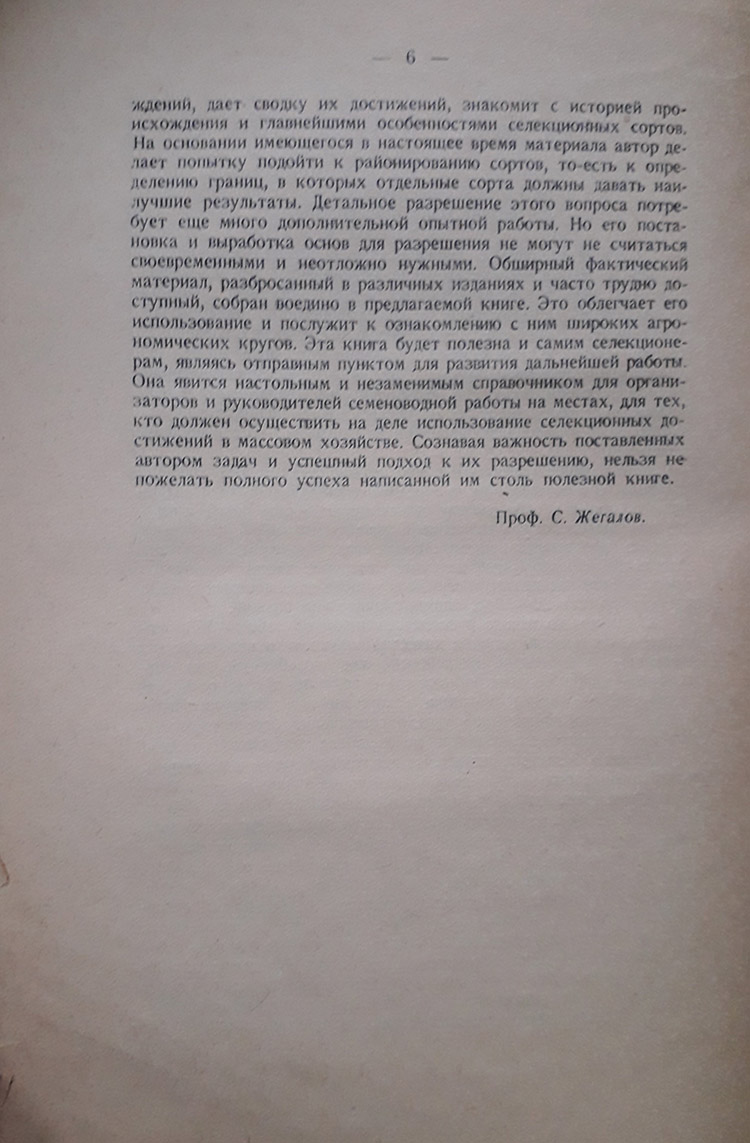 — 6 —
ждений, дает сводку их достижений, знакомит с историей про-
исхождения и главнейшими особенностями селекционных сортов.
На основании имеющегося в настоящее время материала автор де-
лает попытку подойти к районированию сортов, то-есть к опре-
делению границ, в которых отдельные сорта должны давать наи-
лучшие результаты. Детальное разрешение этого вопроса потре-
бует еще много дополнительной опытной работы. Но его поста-
новка и выработка основ для разрешения не могут не считаться
своевременными и неотложно нужными. Обширный фактический
материал, разбросанный в различных изданиях и часто трудно до-
ступный, собран воедино в предлагаемой книге. Это облегчает его
использование и послужит к ознакомлению с ним широких агро-
номических кругов. Эта книга будет полезна и самим селекционе-
рам, являясь отправным пунктом для развития дальнейшей работы.
Она явится настольным и незаменимым справочником для органи-
заторов и руководителей семеноводной работы на местах, для тех,
кто должен осуществить на деле использование селекционных до-
стижений в массовом хозяйстве. Сознавая важность поставленных
автором задач и успешный подход к их разрешению, нельзя не
пожелать полного успеха написанной им столь полезной книге.
Проф. С. Жегалов.